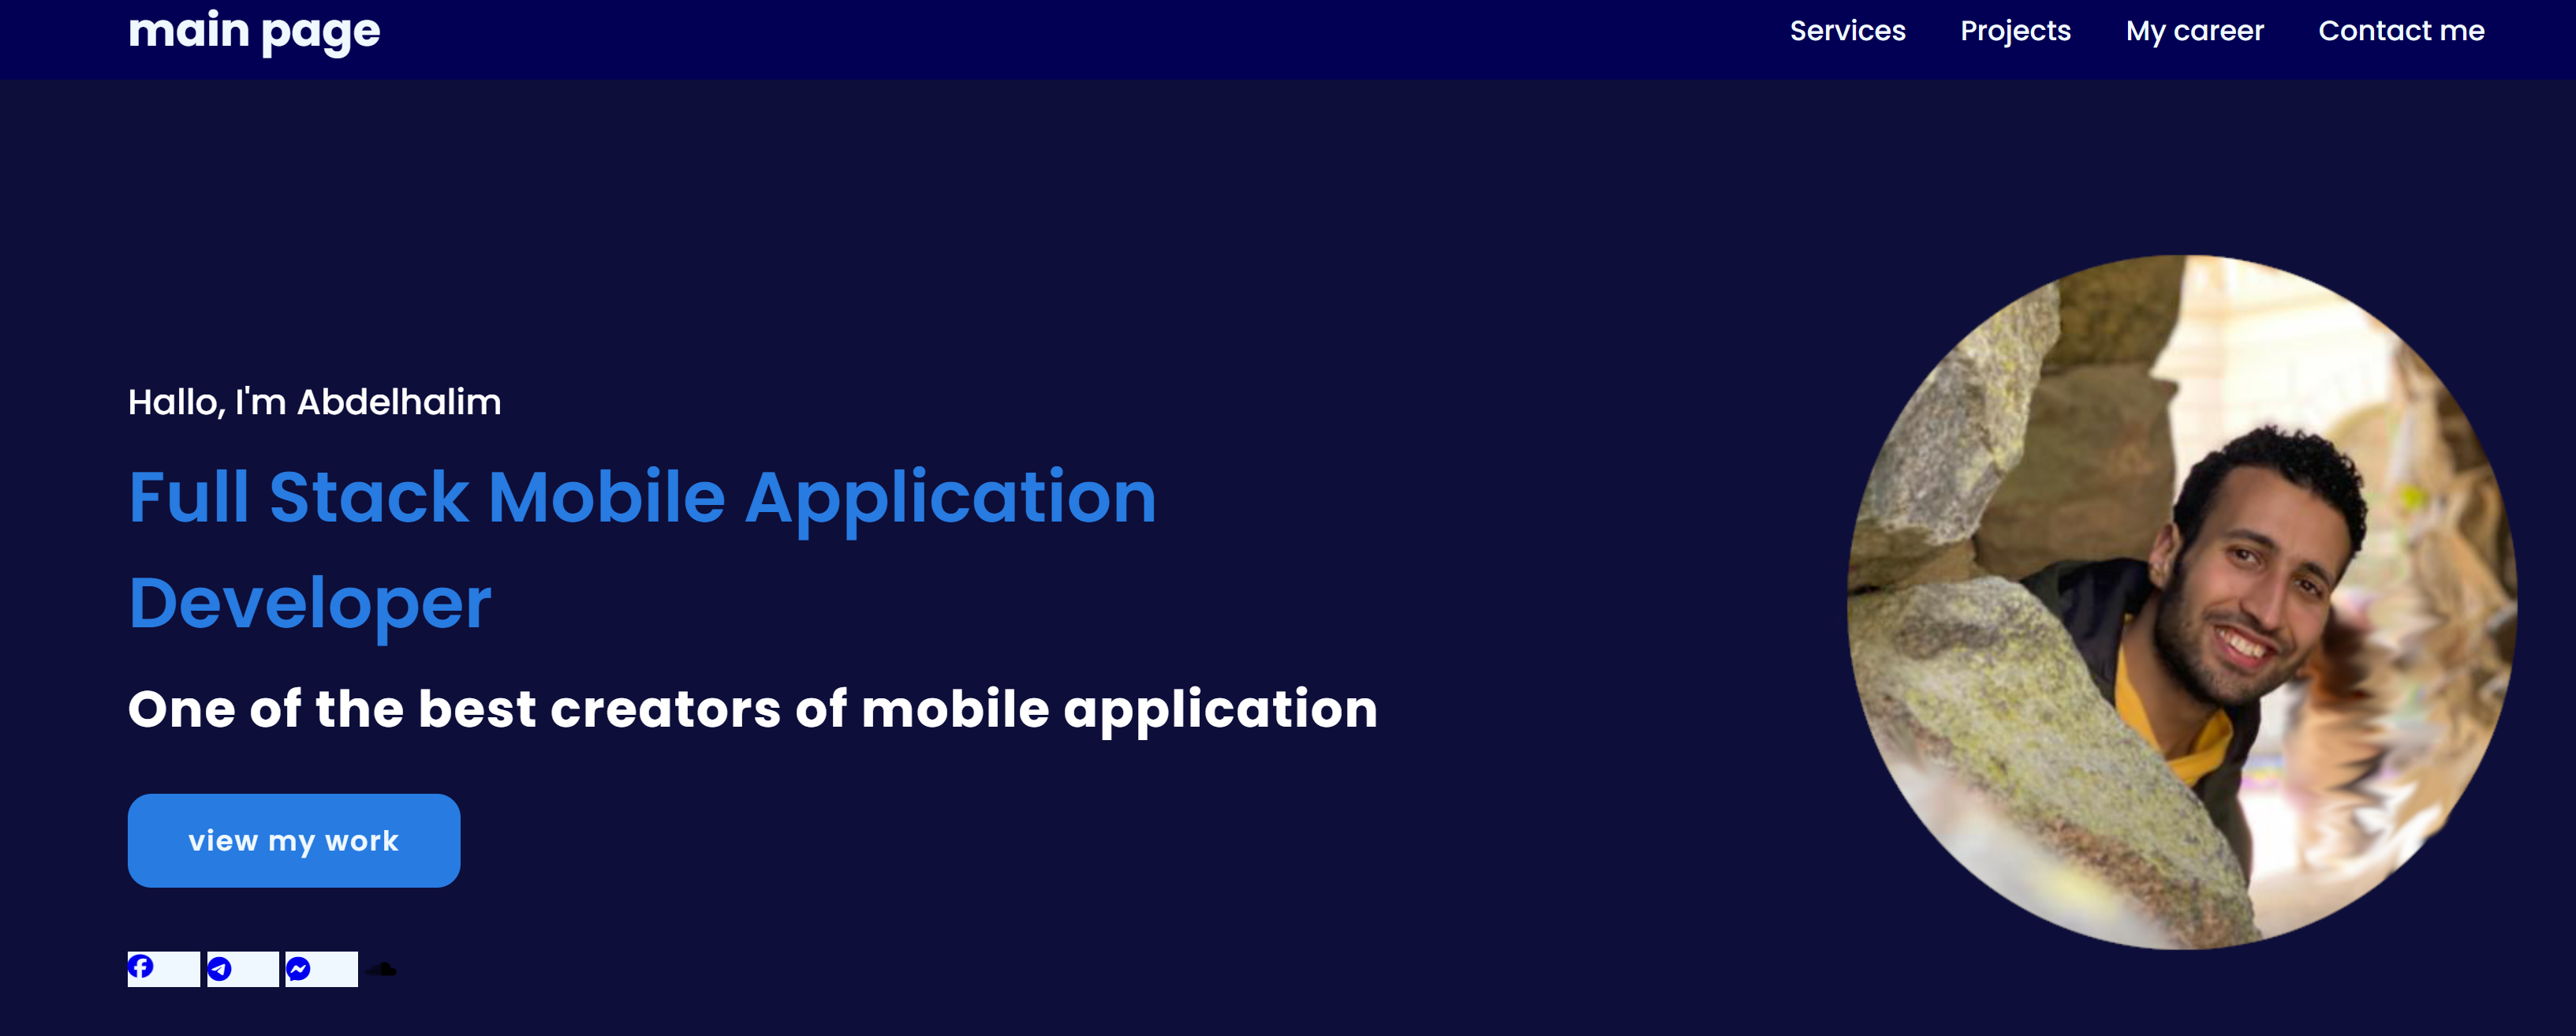 main page
Services Projects My career Contact me
Hallo, I'm Abdelhalim
Full Stack Mobile Application
Developer
One of the best creators of mobile application
view my work